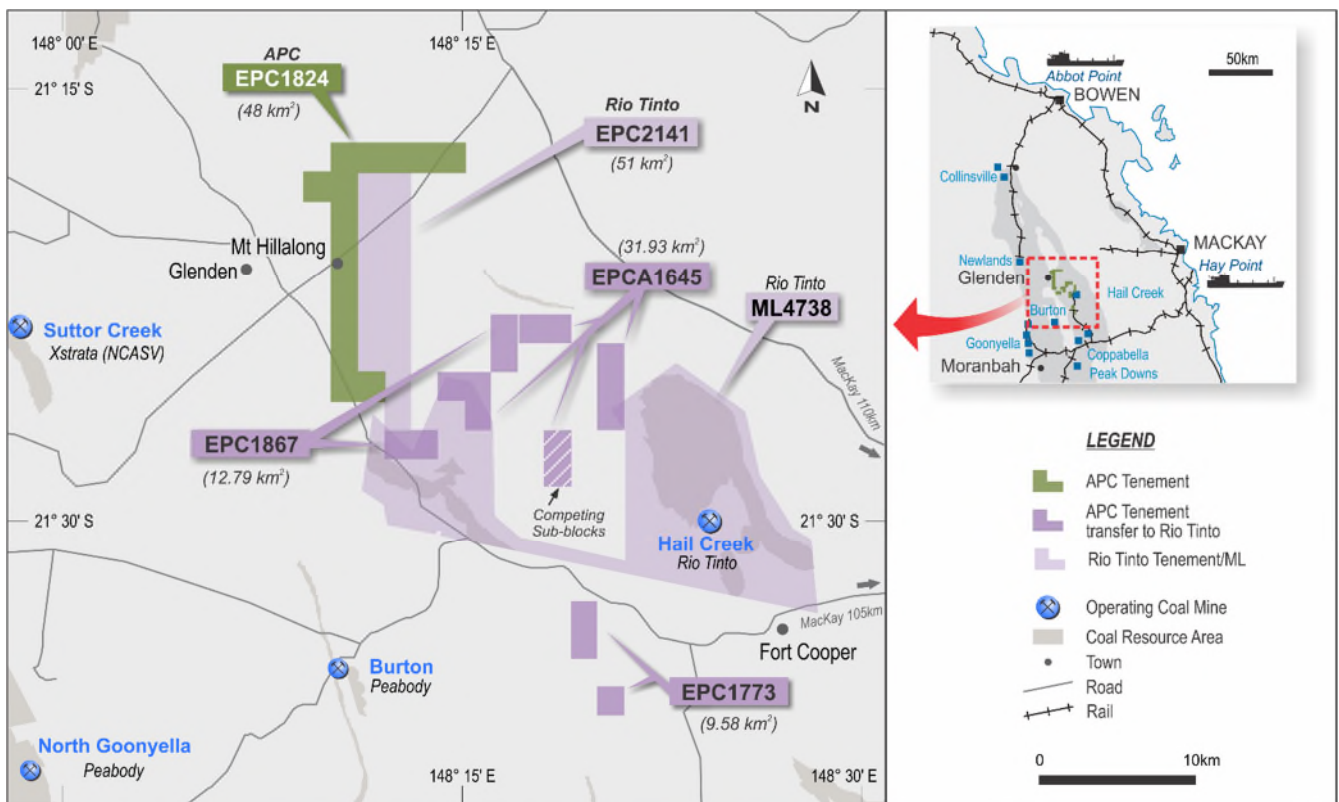 148° 00' E
148° 15' E
21° 15' S
APC
EPC1824
(48 km²)
N
Rio Tinto
EPC2141
(51 km²)
Mt Hillalong
Glenden
(31.93 km²)
EPCA1645
Rio Tinto
ML4738
Suttor Creek
Xstrata (NCASV)
MacKay 110km
EPC1867
(12.79 km²)
Competing
Sub-blocks
21° 30' S
21° 30' S
Hail Creek
Rio Tinto
MacKay 105km
Fort Cooper
Burton
Peabody
EPC1773
(9.58 km²)
North Goonyella
Peabody
148° 15' E
148° 30' E
50km
Abbot Point
BOWEN
Collinsville
MACKAY
Hay Point
Newlands
Glenden
Hail Creek
Burton
Goonyella
Coppabella
Moranbah
Peak Downs
LEGEND
APC Tenement
APC Tenement
transfer to Rio Tinto
Rio Tinto Tenement/ML
Operating Coal Mine
Coal Resource Area
Town
Road
Rail
0
10km